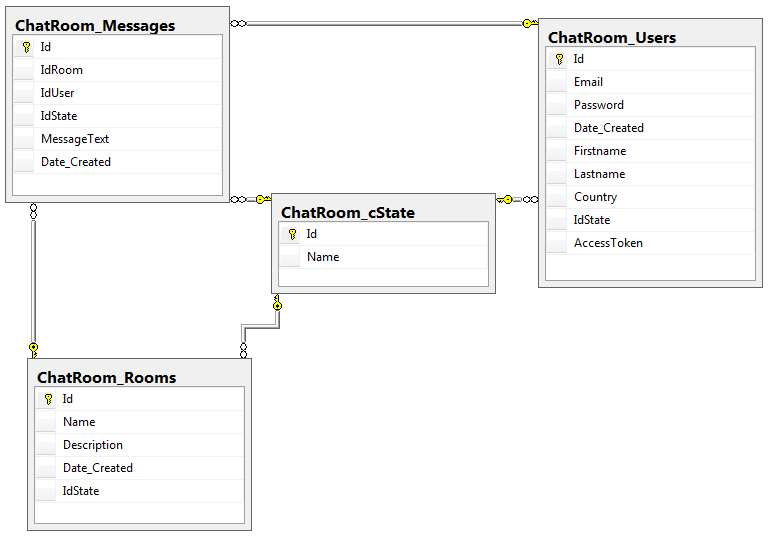 ChatRoom_Messages
Id
IdRoom
IdUser
IdState
MessageText
Date_Created
ChatRoom_Users
Id
Email
Password
Date_Created
Firstname
Lastname
Country
IdState
AccessToken
ChatRoom_cState
Id
Name
ChatRoom_Rooms
Id
Name
Description
Date_Created
IdState